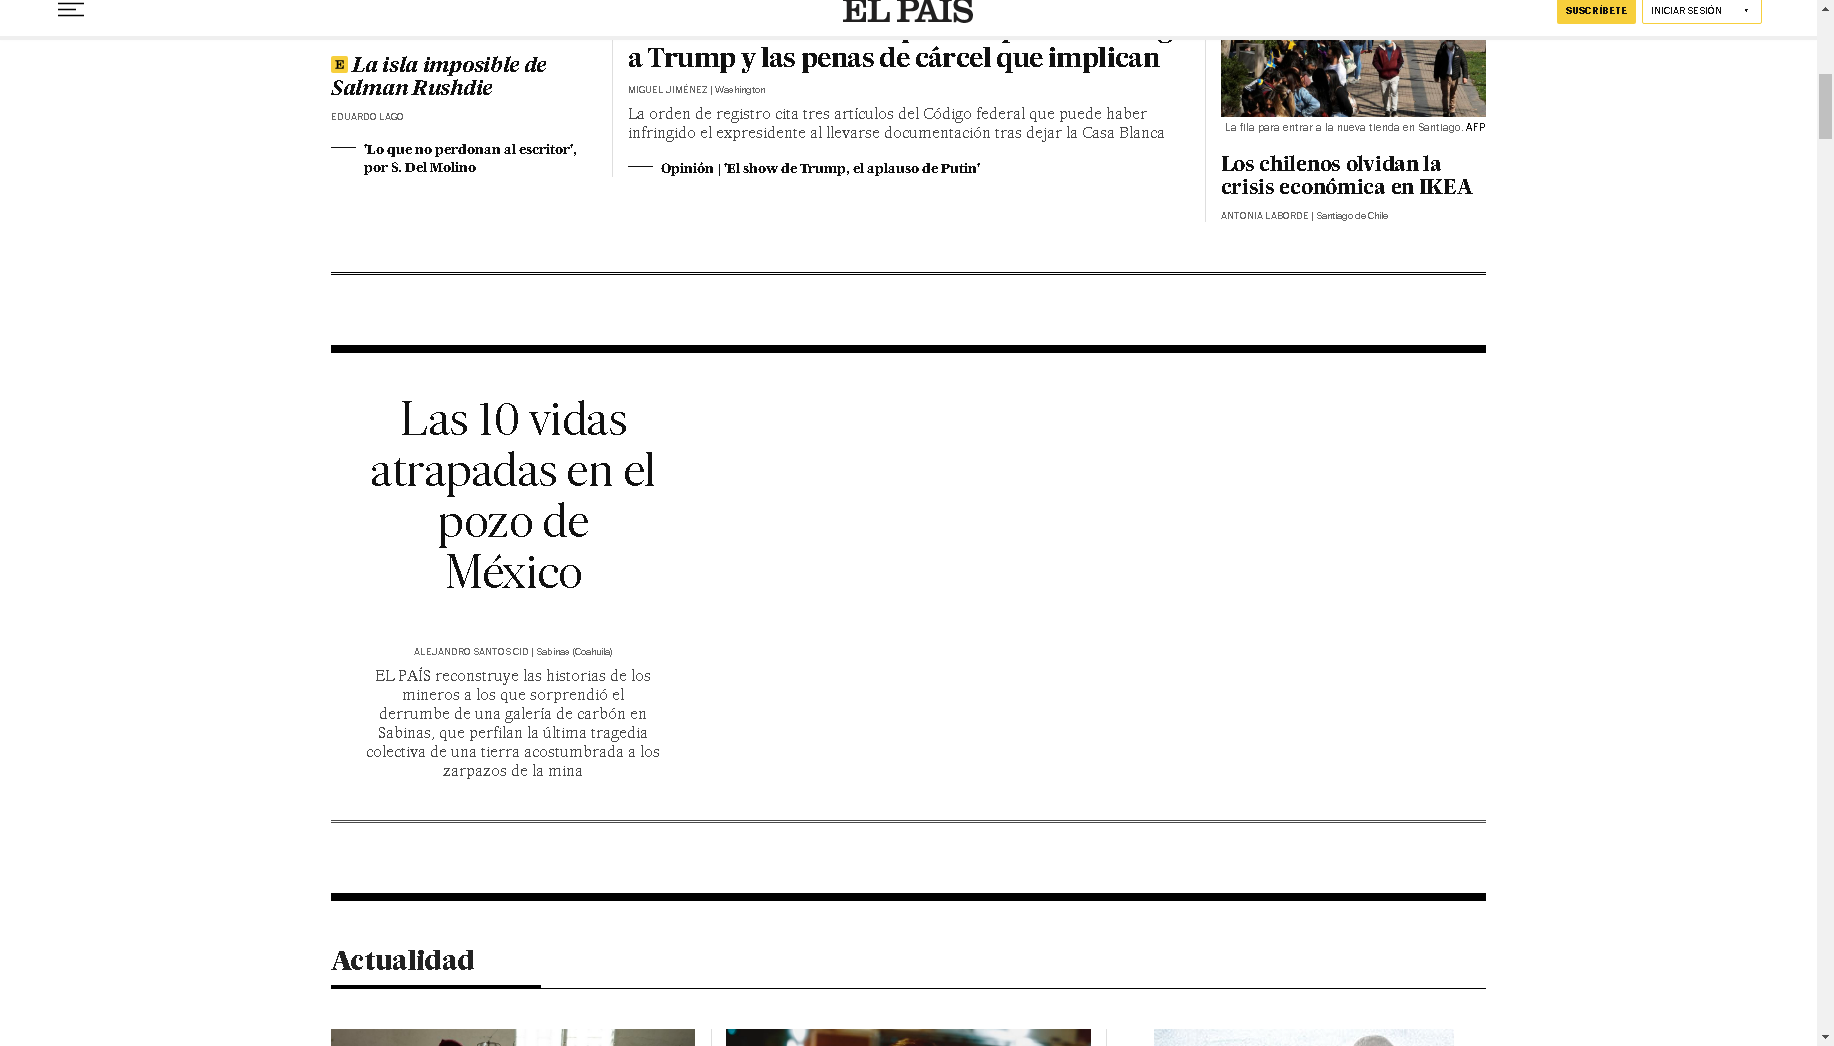 EL PAÍS
SUSCRÍBETE
INICIAR SESIÓN
E La isla imposible de
Salman Rushdie
EDUARDO LAGO
'Lo que no perdonan al escritor',
por S. Del Molino
a Trump y las penas de cárcel que implican
MIGUEL JIMÉNEZ | Washington
La orden de registro cita tres artículos del Código federal que puede haber
infringido el expresidente al llevarse documentación tras dejar la Casa Blanca
Opinión | 'El show de Trump, el aplauso de Putin'
La fila para entrar a la nueva tienda en Santiago. AFP
Los chilenos olvidan la
crisis económica en IKEA
ANTONIA LABORDE | Santiago de Chile
Las 10 vidas
atrapadas en el
pozo de
México
ALEJANDRO SANTOS CID | Sabinas (Coahuila)
EL PAÍS reconstruye las historias de los
mineros a los que sorprendió el
derrumbe de una galería de carbón en
Sabinas, que perfilan la última tragedia
colectiva de una tierra acostumbrada a los
zarpazos de la mina
Actualidad